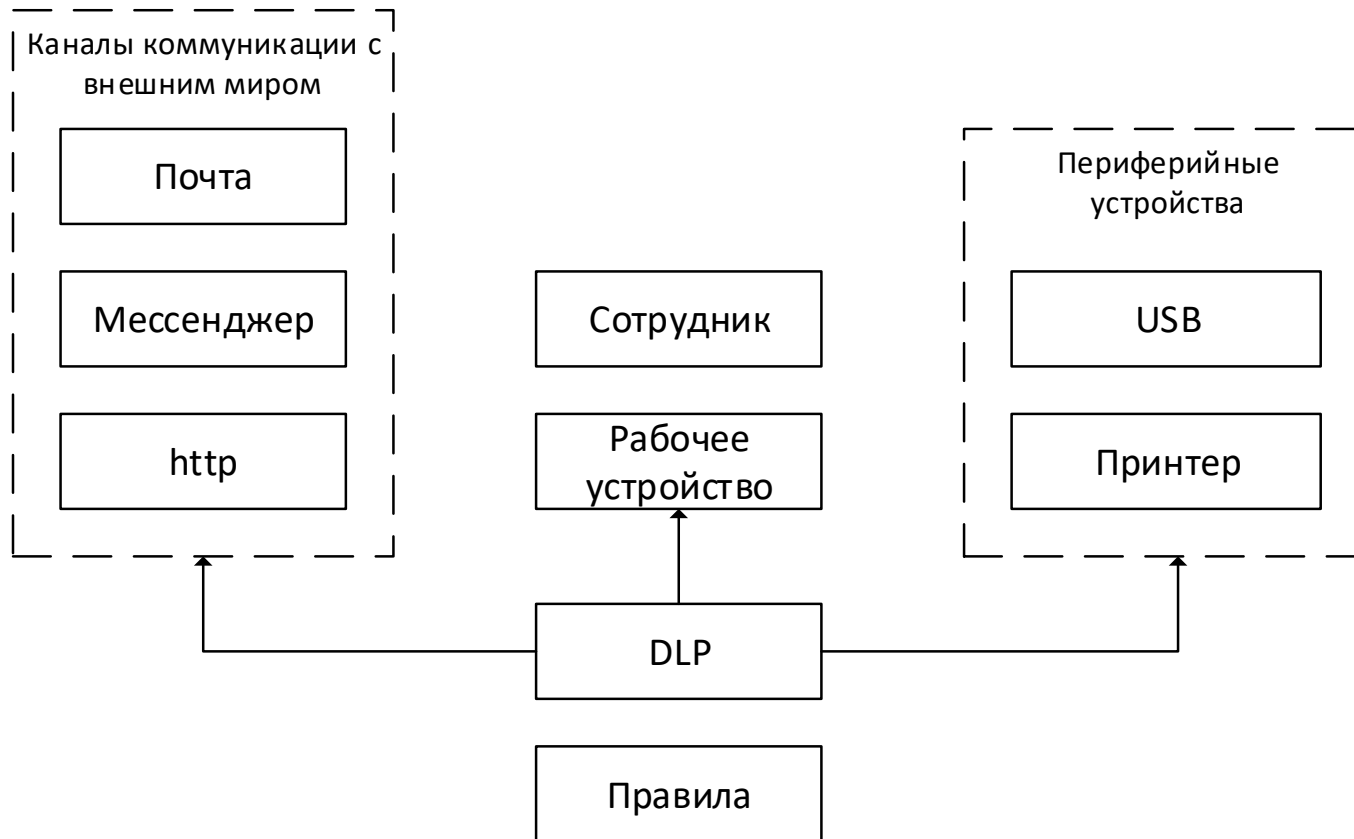 Каналы коммуникации с
внешним миром
Почта
Мессенджер
http
Сотрудник
Рабочее
устройство
Периферийные
устройства
USB
Принтер
DLP
Правила